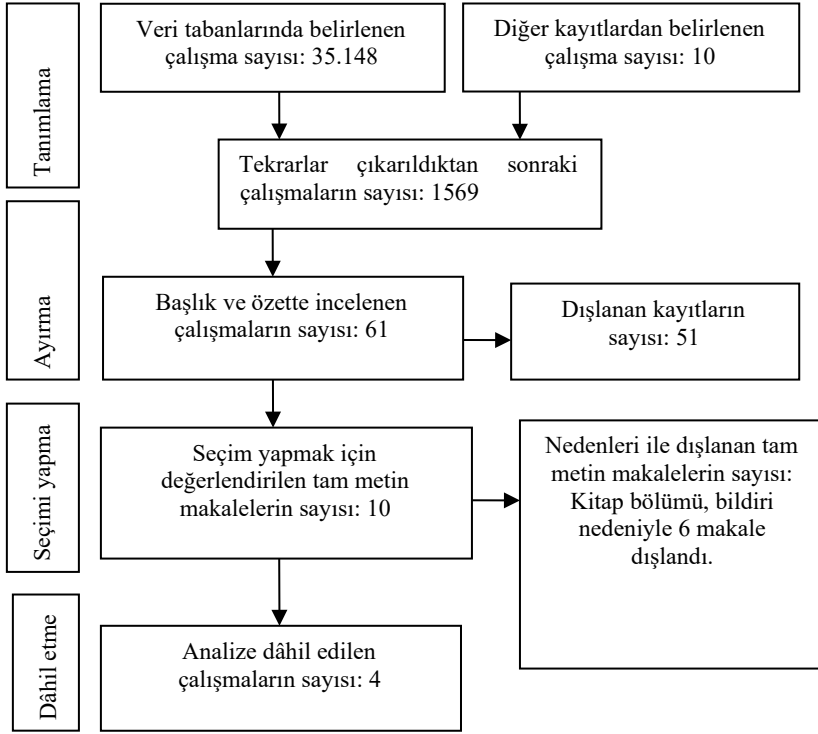 Tanımlama
Veri tabanlarında belirlenen
çalışma sayısı: 35.148
Diğer kayıtlardan belirlenen
çalışma sayısı: 10
Tekrarlar çıkarıldıktan sonraki
çalışmaların sayısı: 1569
Ayırma
Başlık ve özette incelenen
çalışmaların sayısı: 61
Dışlanan kayıtların
sayısı: 51
Seçimi yapma
Seçim yapmak için
değerlendirilen tam metin
makalelerin sayısı: 10
Nedenleri ile dışlanan tam
metin makalelerin sayısı:
Kitap bölümü, bildiri
nedeniyle 6 makale
dışlandı.
Dâhil etme
Analize dâhil edilen
çalışmaların sayısı: 4